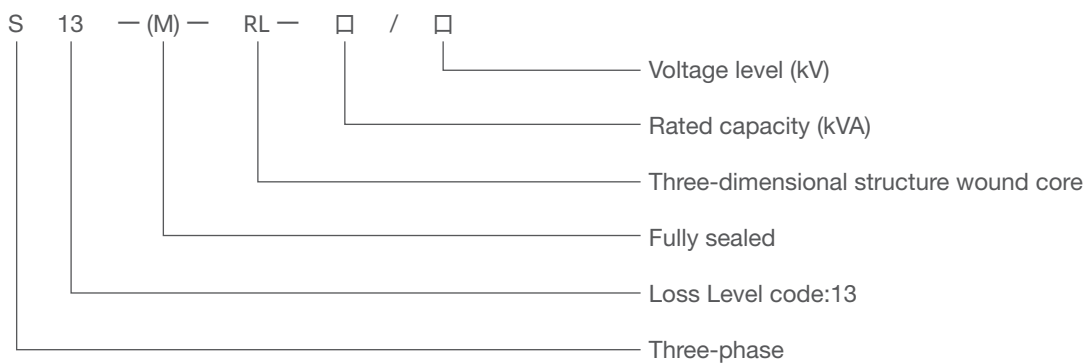 S 13 — (M) — RL — 口 / 口
Voltage level (kV)
Rated capacity (kVA)
Three-dimensional structure wound core
Fully sealed
Loss Level code:13
Three-phase